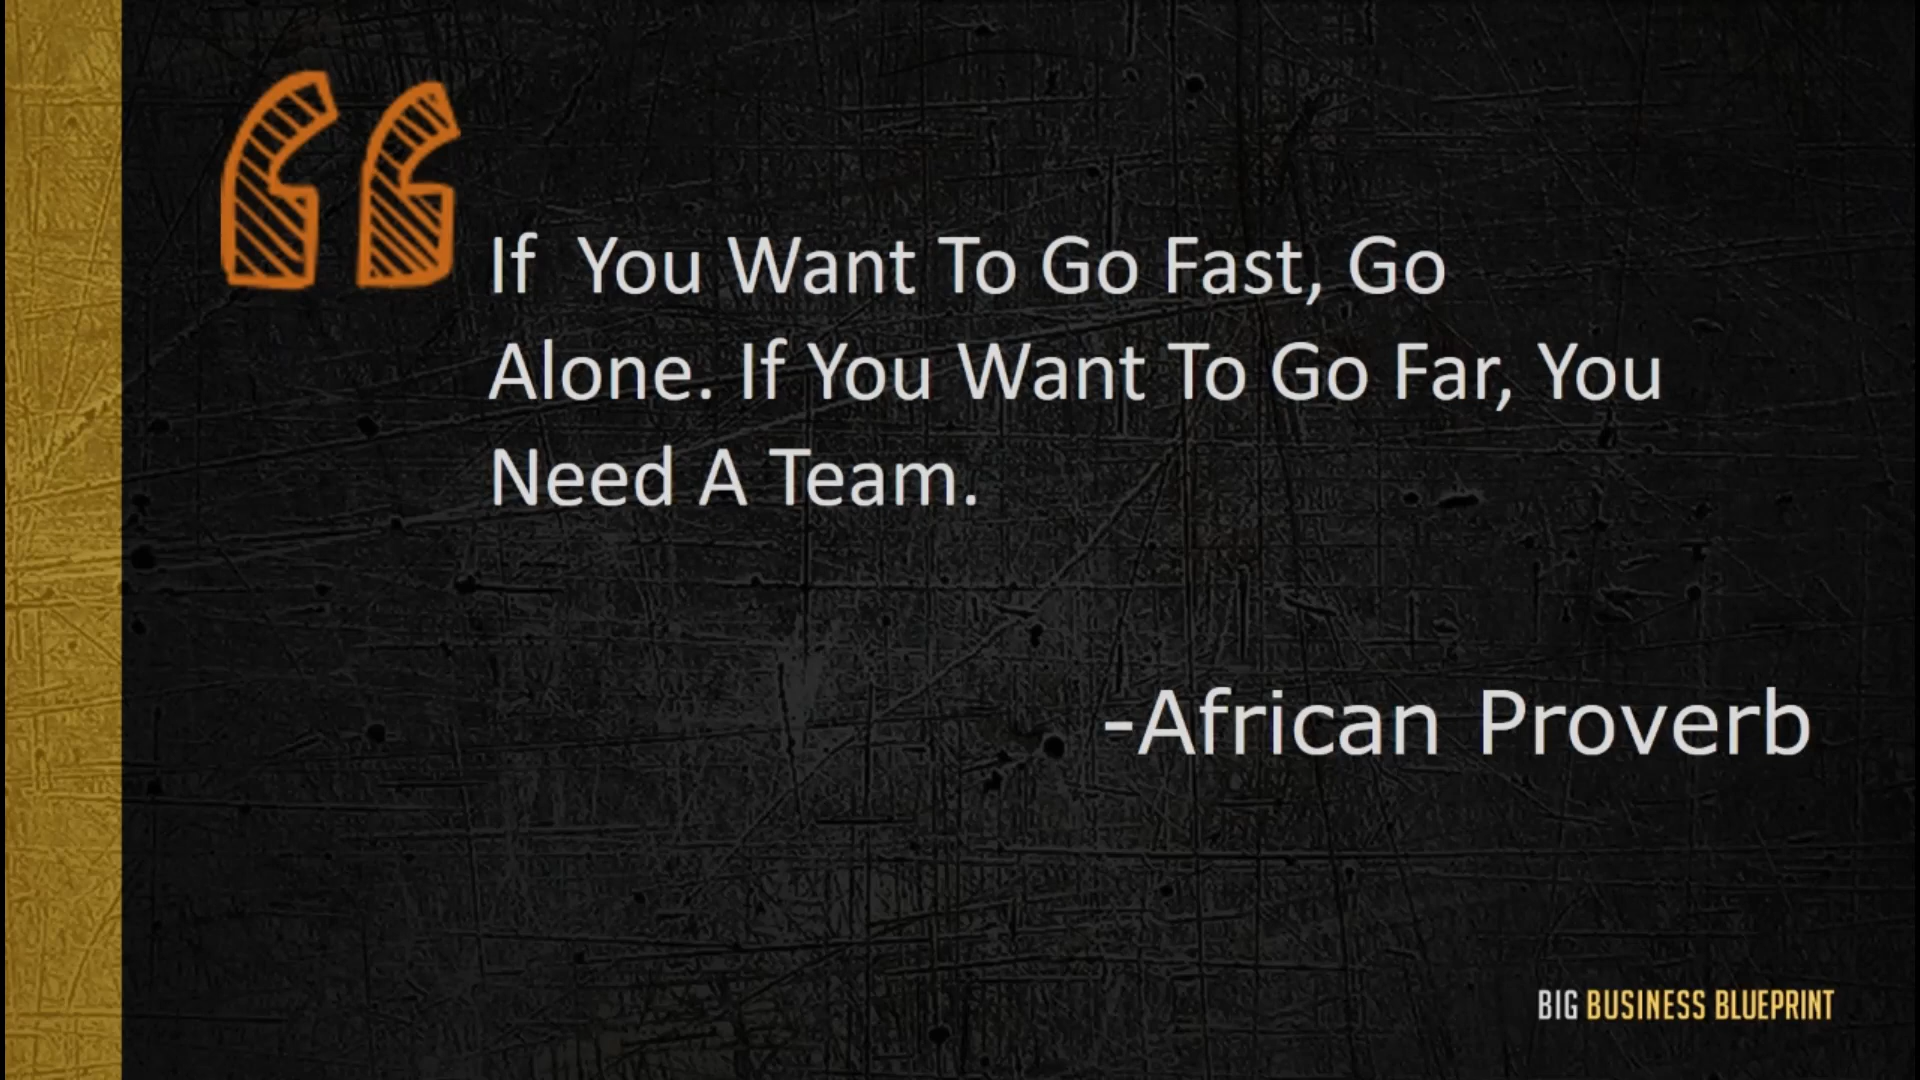 If  You Want To Go Fast, Go
Alone. If You Want To Go Far, You
Need A Team.
-African Proverb
BIG BUSINESS BLUEPRINT